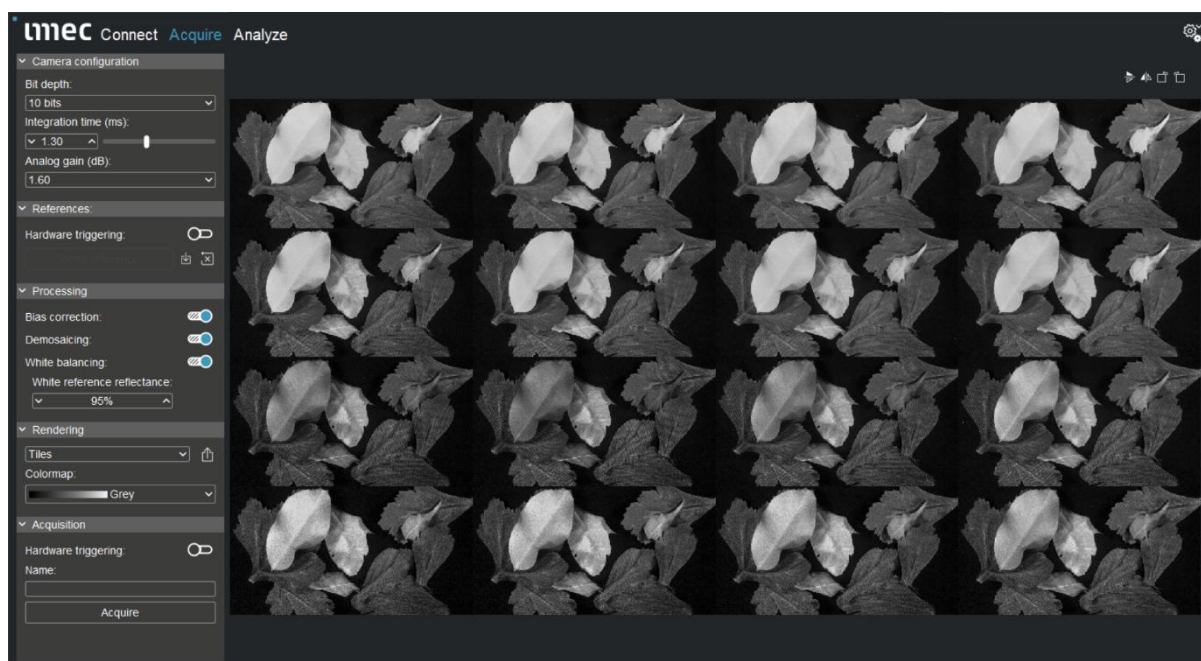 imec Connect Acquire Analyze
Camera configuration
Bit depth:
10 bits
Integration time (ms):
1.30
Analog gain (dB):
1.60
References:
Hardware triggering:
Processing
Bias correction:
Demosaicing:
White balancing:
White reference reflectance:
95%
Rendering
Tiles
Colormap:
Grey
Acquisition
Hardware triggering:
Name:
Acquire